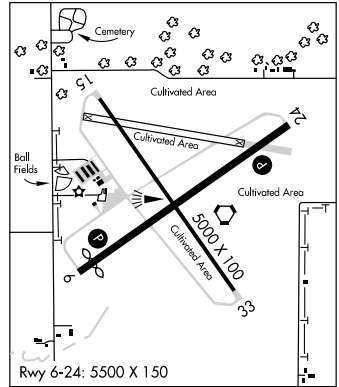 Cemetery
15
Cultivated Area
24
Cultivated Area
Ball
Fields
P
Cultivated Area
P
5000 X 100
Cultivated Area
6
33
Rwy 6-24: 5500 X 150